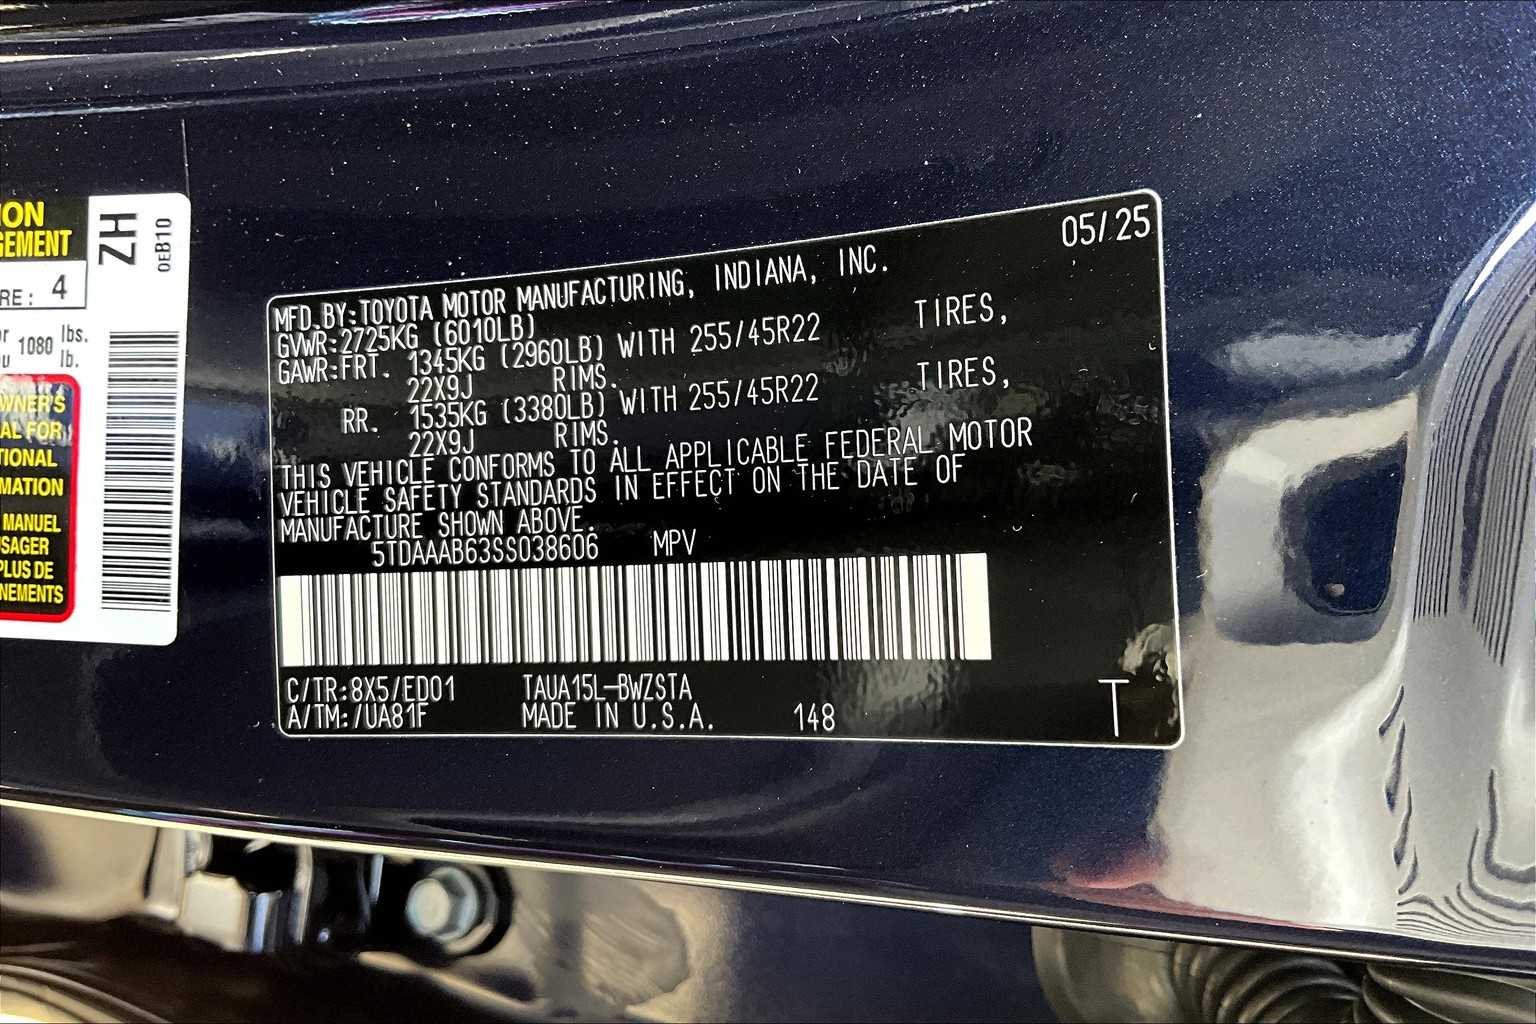 ION
GEMENT
RE: 4
1080 lbs.
lb.
WNER'S
AL FOR
TIONAL
MATION
MANUEL
SAGER
PLUS DE
NEMENTS
ZH
0EB10
05/25
MFD.BY:TOYOTA MOTOR MANUFACTURING, INDIANA, INC.
GVWR:2725KG (6010LB)
GAWR:FRT. 1345KG (2960LB) WITH 255/45R22 TIRES,
22X9J RIMS.
RR. 1535KG (3380LB) WITH 255/45R22 TIRES,
22X9J RIMS.
THIS VEHICLE CONFORMS TO ALL APPLICABLE FEDERAL MOTOR
VEHICLE SAFETY STANDARDS IN EFFECT ON THE DATE OF
MANUFACTURE SHOWN ABOVE.
5TDAAAB63SS038606 MPV
C/TR:8X5/ED01 TAUA15L-BWZSTA
A/TM:/UA81F MADE IN U.S.A. 148
T